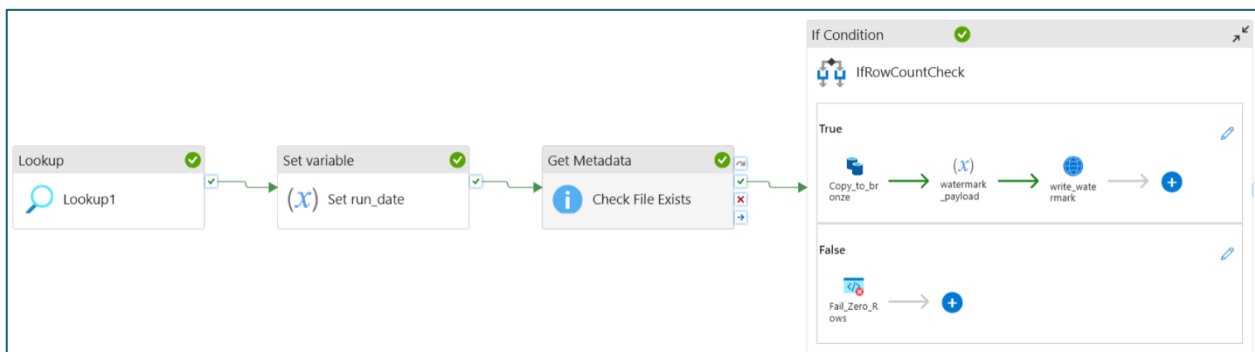 If Condition
IfRowCountCheck
True
Copy_to_br
onze
(x)
watermark
_payload
write_wate
rmark
False
Fail_Zero_R
ows
Lookup
Lookup1
Set variable
(x) Set run_date
Get Metadata
Check File Exists